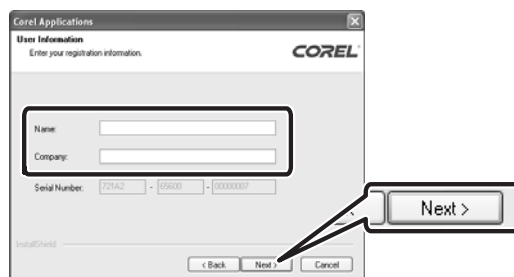 Corel Applications
User Information
Enter your registration information.
COREL
Name:
Company:
Serial Number: 721A2 - 65600 - 00000007
Next >
InstallShield
< Back Next > Cancel